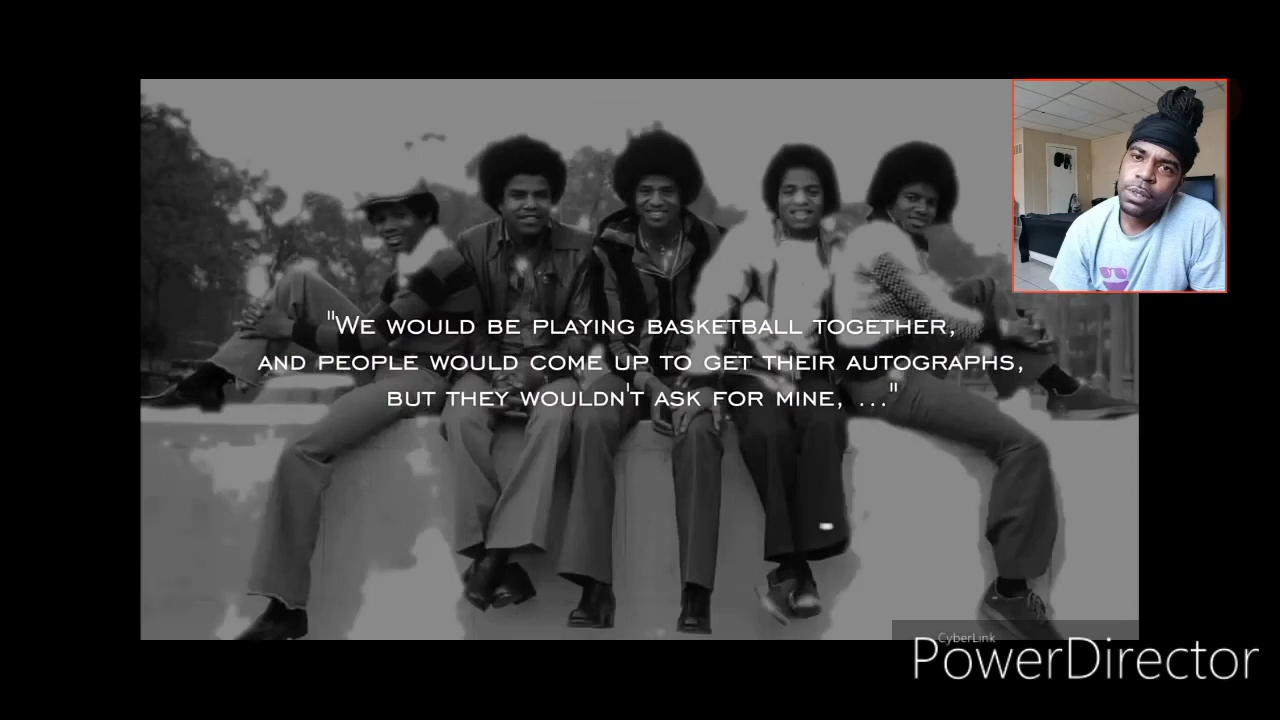 "We would be playing basketball together,
and people would come up to get their autographs,
but they wouldn't ask for mine, ..."
CyberLink
PowerDirector